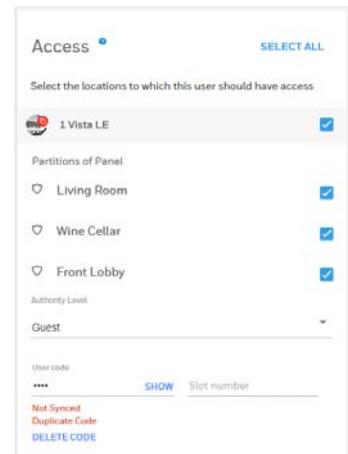 Access
SELECT ALL
Select the locations to which this user should have access
1 Vista LE
Partitions of Panel
Living Room
Wine Cellar
Front Lobby
Authority Level
Guest
User code
•••• SHOW Slot number
Not Synced
Duplicate Code
DELETE CODE